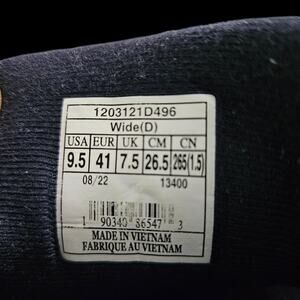 1203121D496
Wide(D)
USA EUR UK CM CN
9.5 41 7.5 26.5 265(1.5)
08/22 13400
1 90340 86547 3
MADE IN VIETNAM
FABRIQUE AU VIETNAM